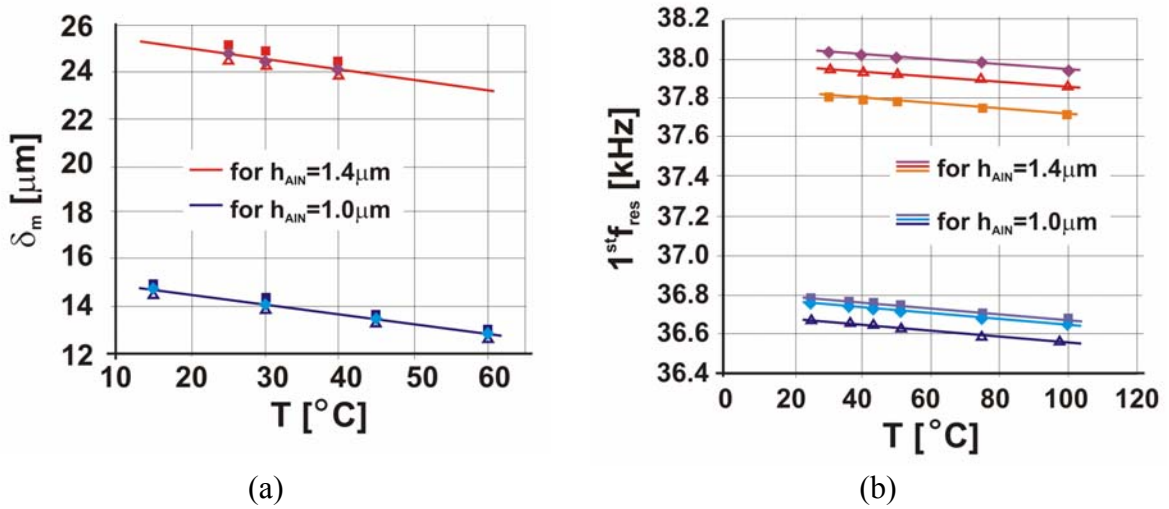 26
24
22
20
18
16
14
12
10 20 30 40 50 60
δm [μm]
T [°C]
for hAlN=1.4μm
for hAlN=1.0μm
(a)
38.2
38.0
37.8
37.6
37.4
37.2
37.0
36.8
36.6
36.4
0 20 40 60 80 100 120
1st fres [kHz]
T [°C]
for hAlN=1.4μm
for hAlN=1.0μm
(b)